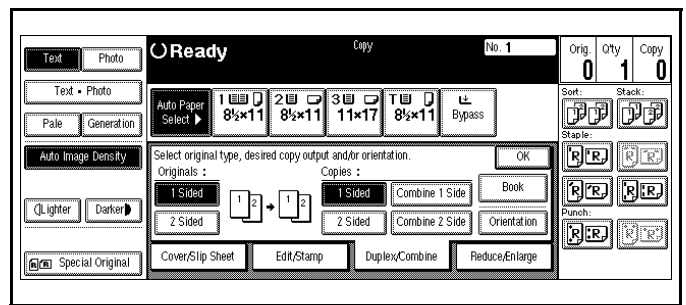 Text Photo
Text • Photo
Pale Generation
Auto Image Density
Lighter Darker
R R Special Original
Ready
Copy
No. 1
Auto Paper
Select ▶
1
8½×11
2
8½×11
3
11×17
T
8½×11
Bypass
Select original type, desired copy output and/or orientation.
OK
Originals :
Copies :
1 Sided
1 2 → 1 2
1 Sided
Combine 1 Side
Book
2 Sided
2 Sided
Combine 2 Side
Orientation
Cover/Slip Sheet
Edit/Stamp
Duplex/Combine
Reduce/Enlarge
Orig. Q'ty Copy
0 1 0
Sort: Stack:
Staple:
R R R R
R R R R
Punch:
R R R R